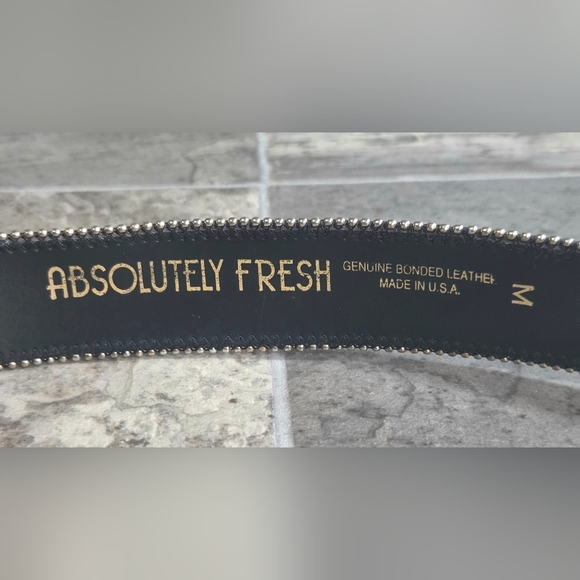 ABSOLUTELY FRESH
GENUINE BONDED LEATHER
MADE IN U.S.A.
M